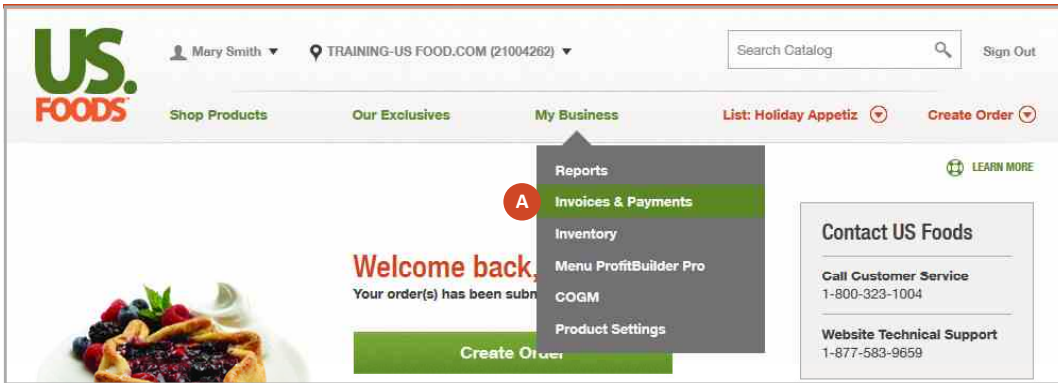 US.
FOODS
Mary Smith
TRAINING-US FOOD.COM (21004262)
Search Catalog
Sign Out
Shop Products
Our Exclusives
My Business
List: Holiday Appetiz
Create Order
Reports
A
Invoices & Payments
Inventory
Menu ProfitBuilder Pro
COGM
Product Settings
LEARN MORE
Welcome back,
Your order(s) has been
Create
Contact US Foods
Call Customer Service
1-800-323-1004
Website Technical Support
1-877-583-9659